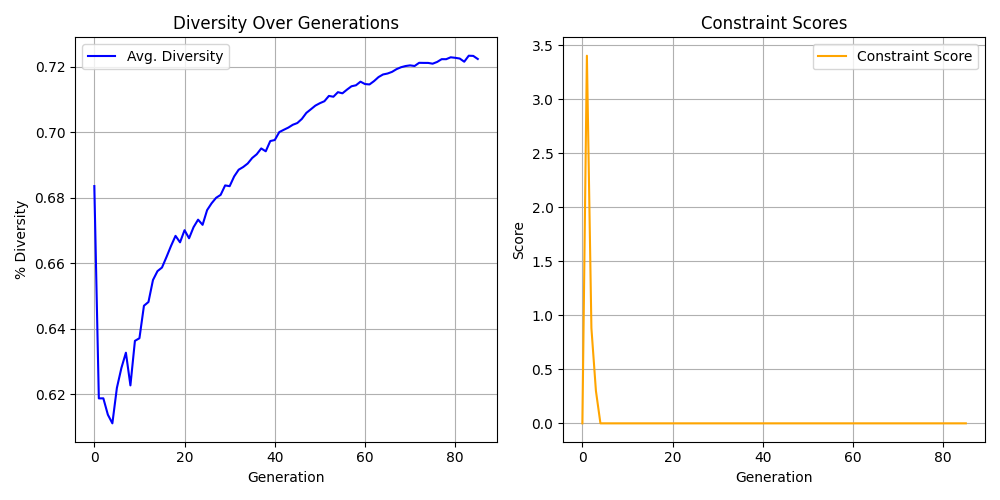 Diversity Over Generations
Avg. Diversity
% Diversity
0.72
0.70
0.68
0.66
0.64
0.62
0 20 40 60 80
Generation
Constraint Scores
Constraint Score
Score
3.5
3.0
2.5
2.0
1.5
1.0
0.5
0.0
0 20 40 60 80
Generation